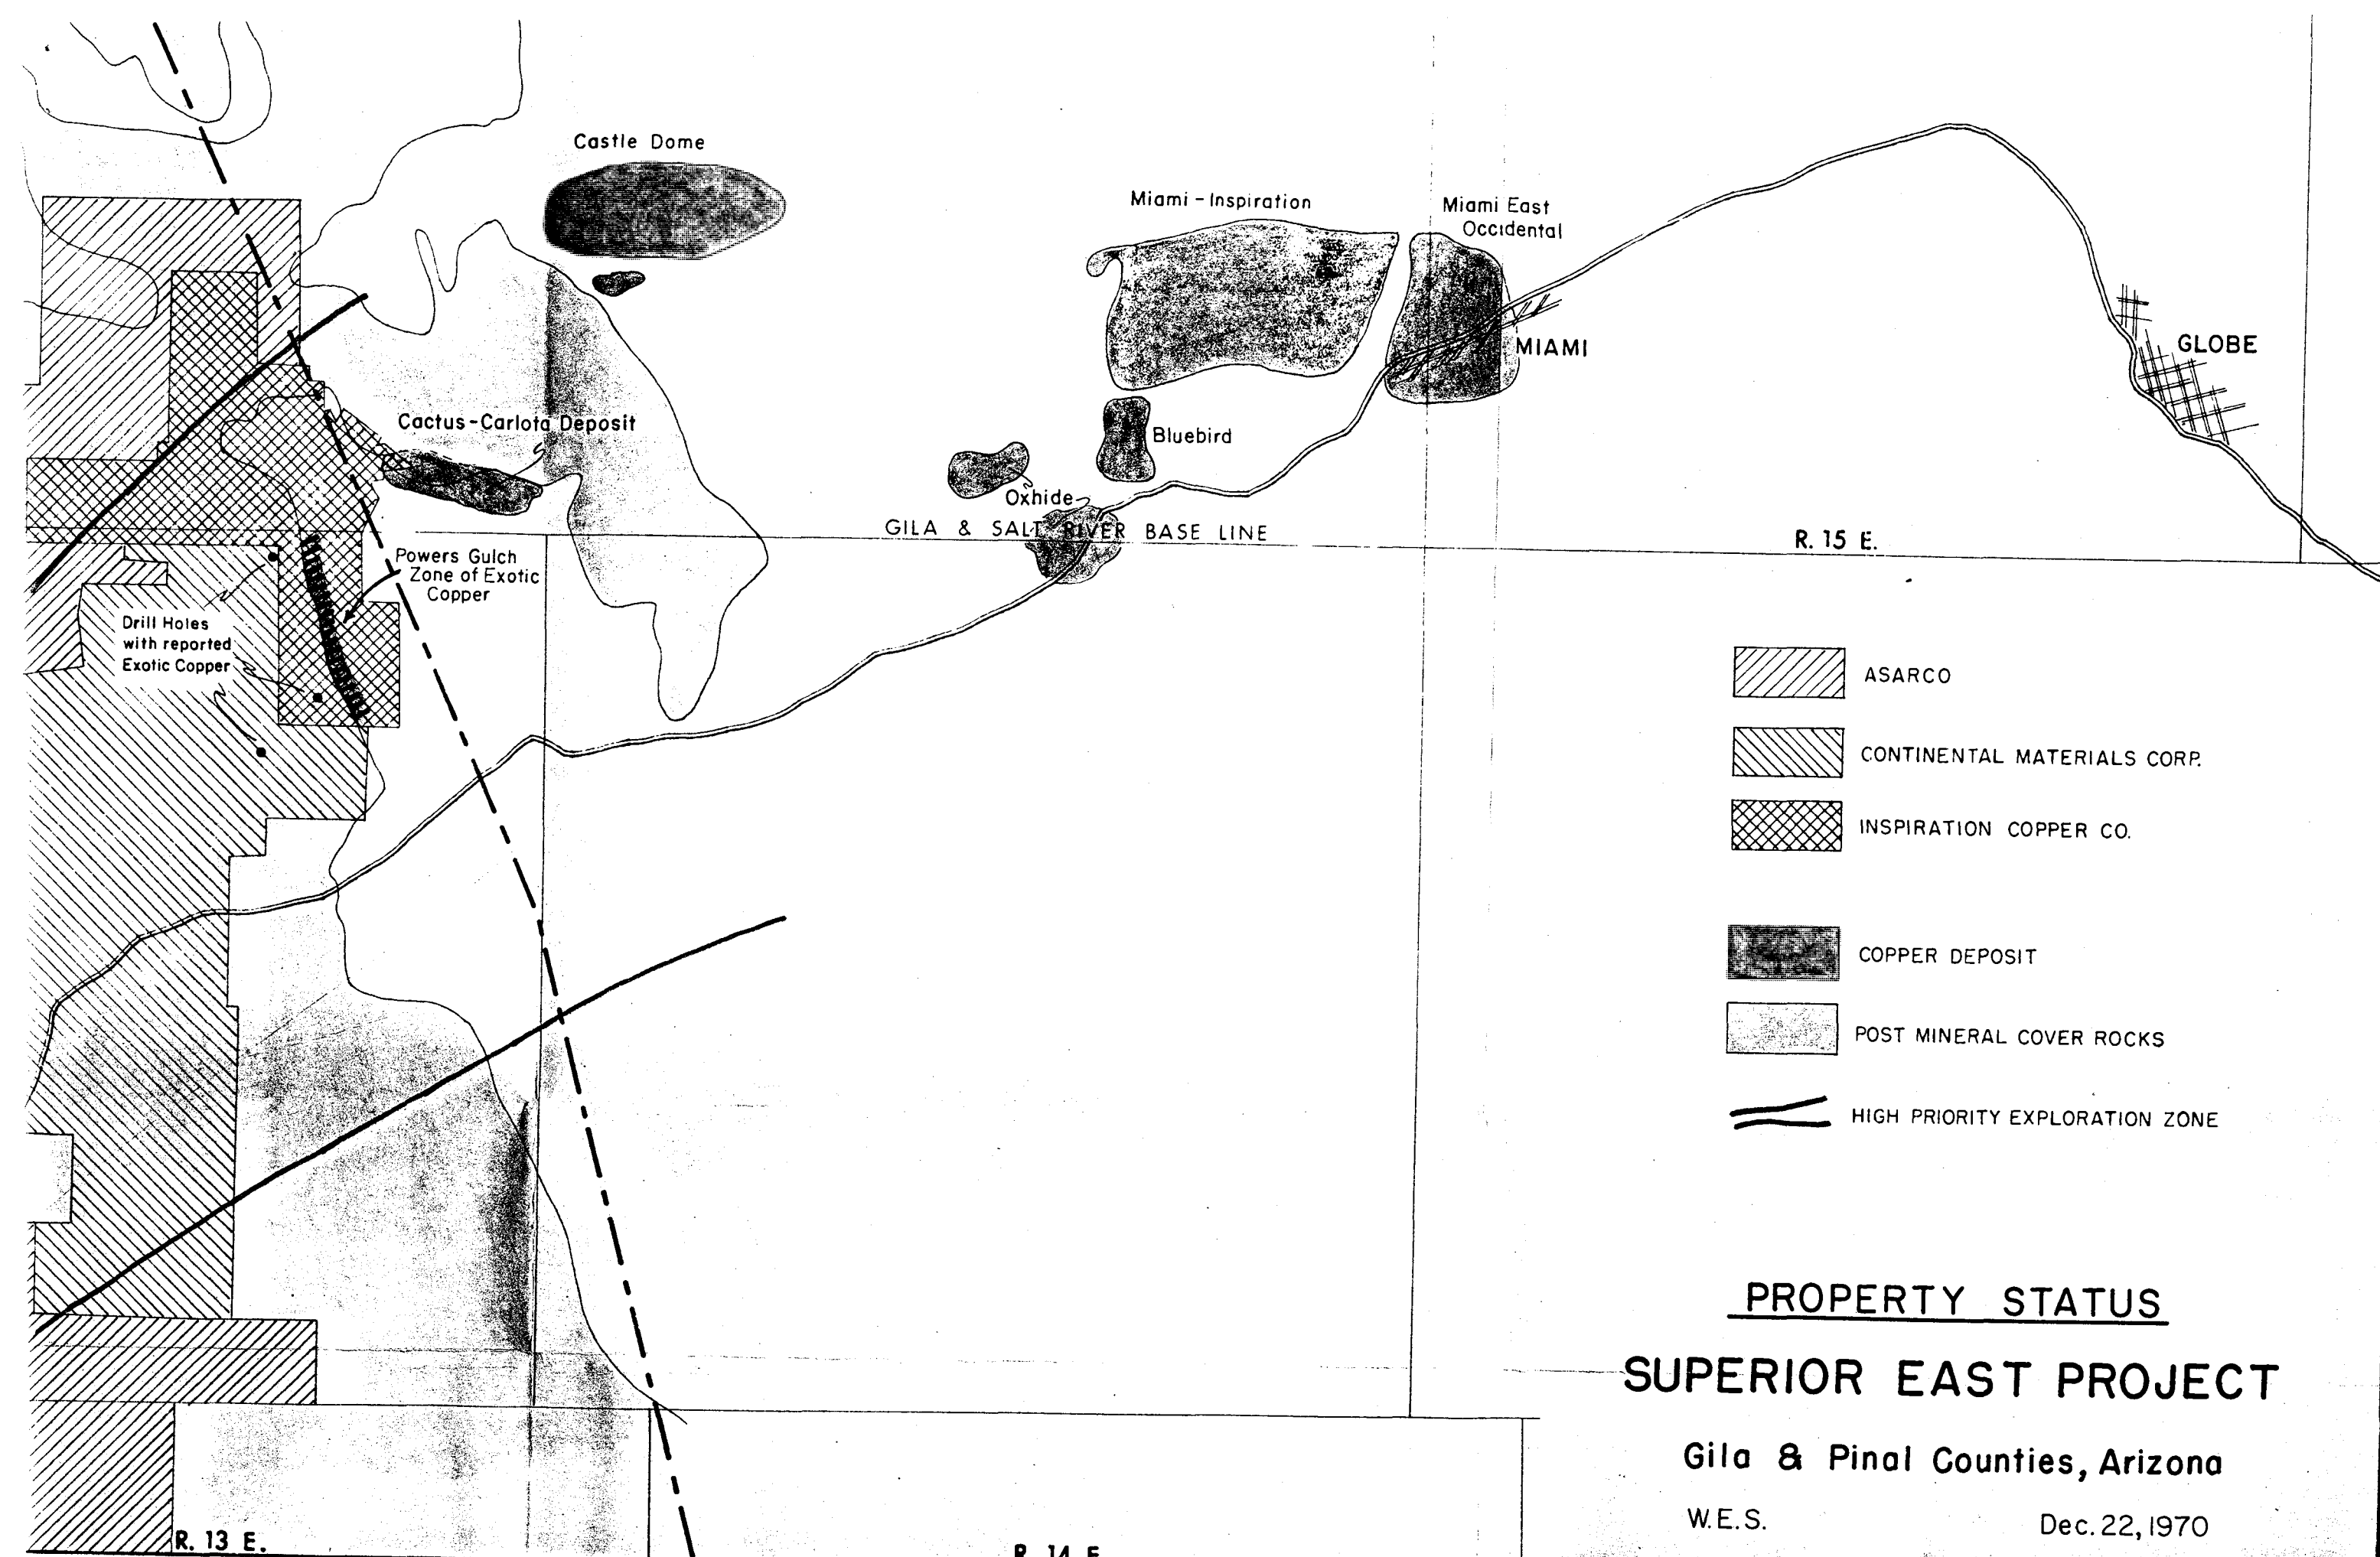 Castle Dome
Miami - Inspiration
Miami East
Occidental
MIAMI
GLOBE
Cactus-Carlota Deposit
Bluebird
Oxhide
GILA & SALT RIVER BASE LINE
R. 15 E.
Powers Gulch
Zone of Exotic
Copper
Drill Holes
with reported
Exotic Copper
ASARCO
CONTINENTAL MATERIALS CORP.
INSPIRATION COPPER CO.
COPPER DEPOSIT
POST MINERAL COVER ROCKS
HIGH PRIORITY EXPLORATION ZONE
PROPERTY STATUS
SUPERIOR EAST PROJECT
Gila & Pinal Counties, Arizona
W.E.S.
Dec. 22, 1970
R. 13 E.
R. 14 E